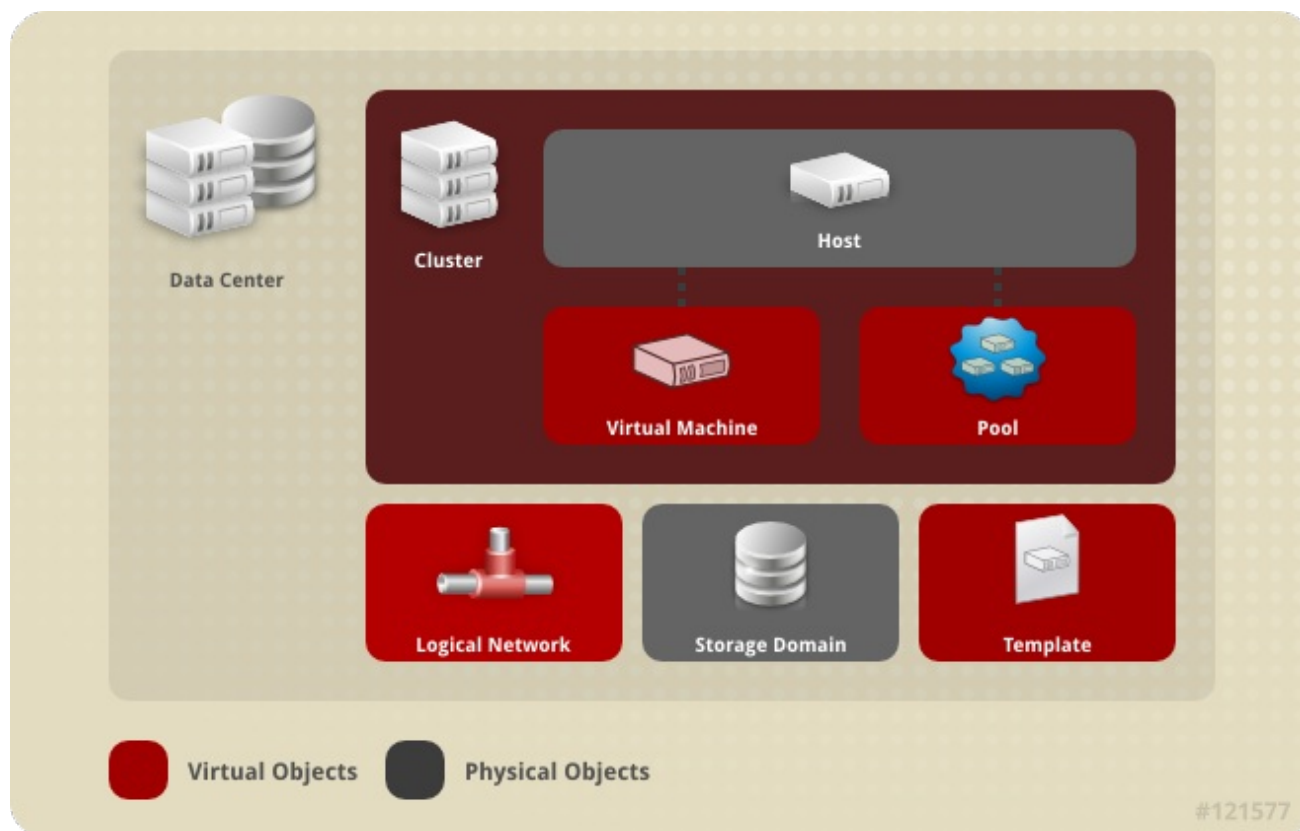 Data Center
Cluster
Host
Virtual Machine
Pool
Logical Network
Storage Domain
Template
Virtual Objects
Physical Objects
#121577